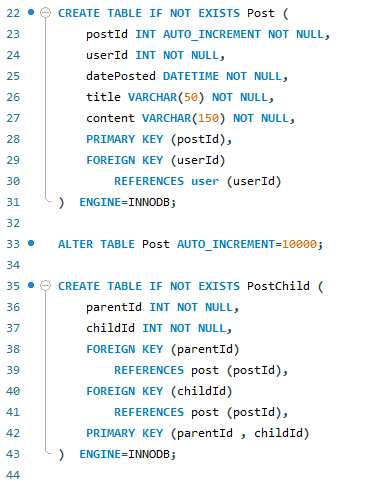 22 CREATE TABLE IF NOT EXISTS Post (
23 postId INT AUTO_INCREMENT NOT NULL,
24 userId INT NOT NULL,
25 datePosted DATETIME NOT NULL,
26 title VARCHAR(50) NOT NULL,
27 content VARCHAR(150) NOT NULL,
28 PRIMARY KEY (postId),
29 FOREIGN KEY (userId)
30 REFERENCES user (userId)
31 ) ENGINE=INNODB;
32
33 ALTER TABLE Post AUTO_INCREMENT=10000;
34
35 CREATE TABLE IF NOT EXISTS PostChild (
36 parentId INT NOT NULL,
37 childId INT NOT NULL,
38 FOREIGN KEY (parentId)
39 REFERENCES post (postId),
40 FOREIGN KEY (childId)
41 REFERENCES post (postId),
42 PRIMARY KEY (parentId , childId)
43 ) ENGINE=INNODB;
44